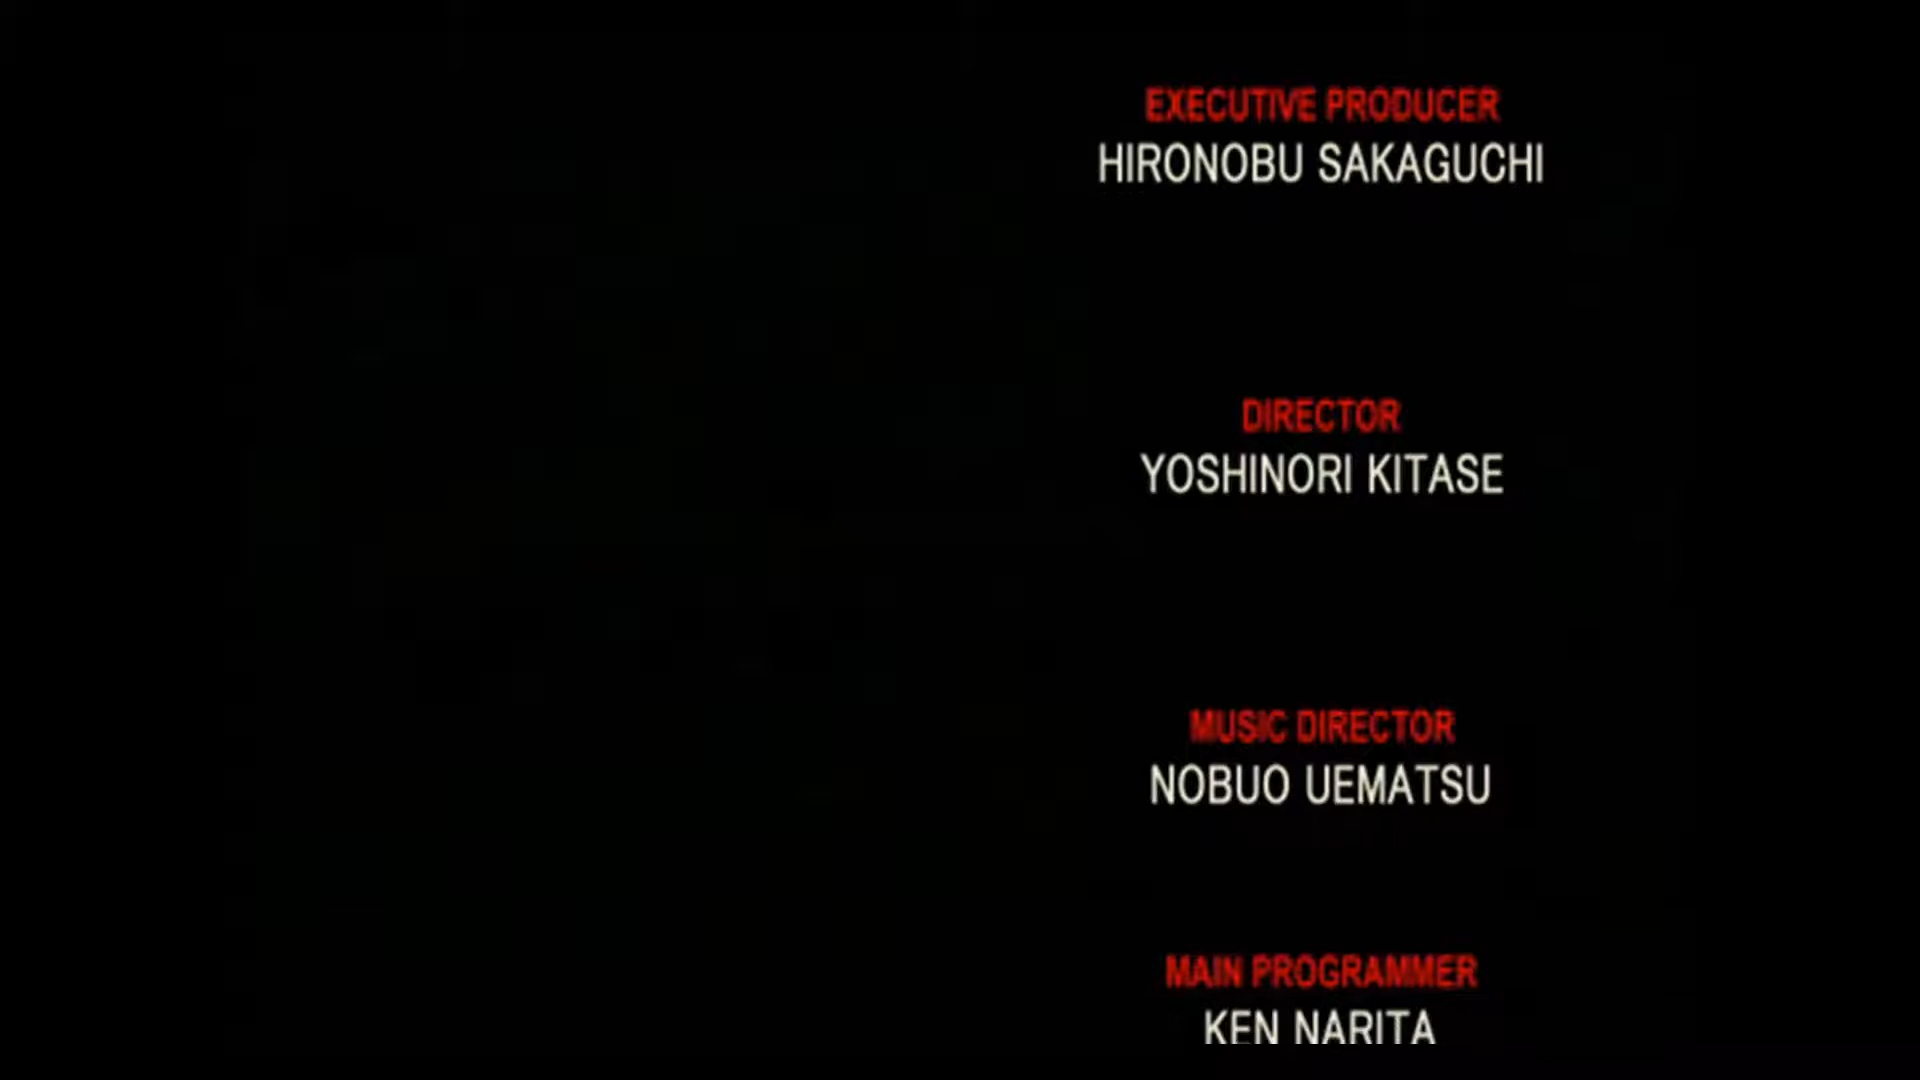 EXECUTIVE PRODUCER
HIRONOBU SAKAGUCHI
DIRECTOR
YOSHINORI KITASE
MUSIC DIRECTOR
NOBUO UEMATSU
MAIN PROGRAMMER
KEN NARITA